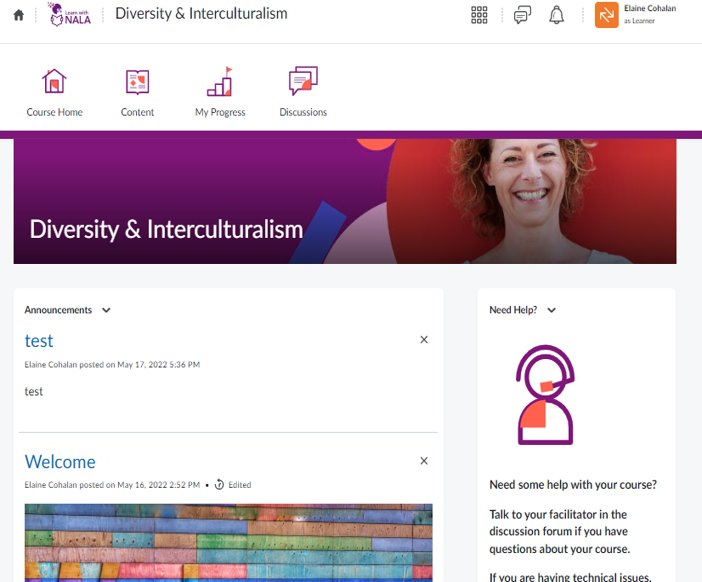 Learn with
NALA
Diversity & Interculturalism
Elaine Cohalan
as Learner
Course Home
Content
My Progress
Discussions
Diversity & Interculturalism
Announcements
test
Elaine Cohalan posted on May 17, 2022 5:36 PM
test
Welcome
Elaine Cohalan posted on May 16, 2022 2:52 PM • Edited
Need Help?
Need some help with your course?
Talk to your facilitator in the
discussion forum if you have
questions about your course.
If you are having technical issues,